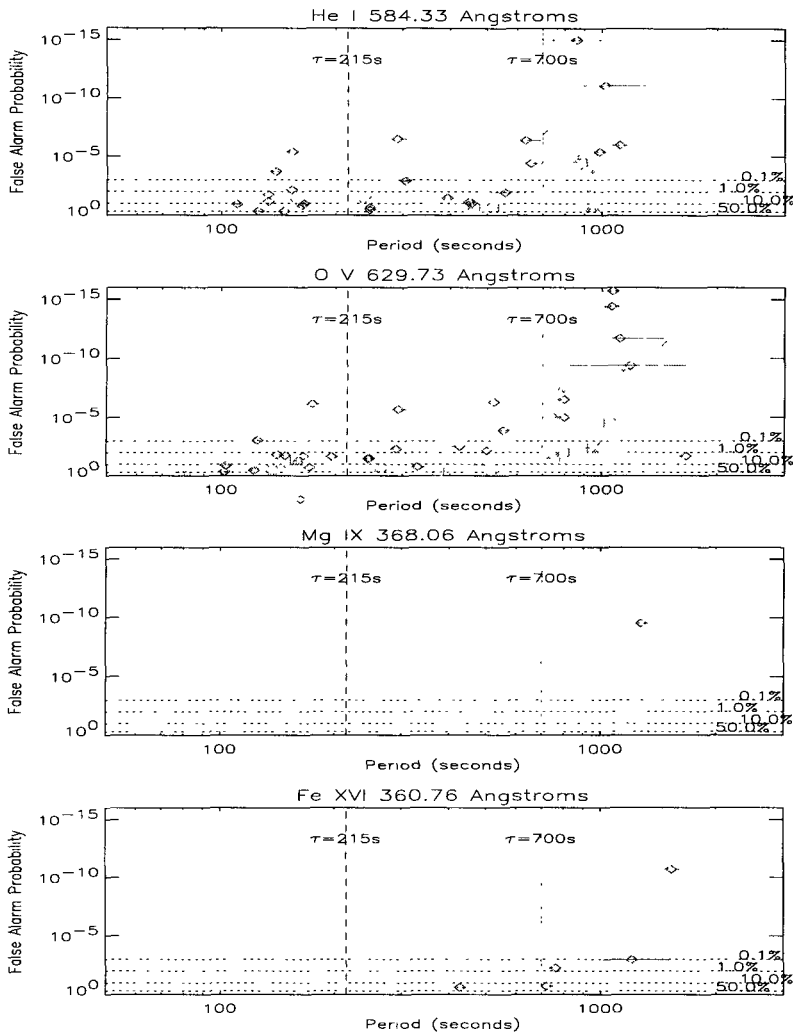 He I 584.33 Angstroms
False Alarm Probability
10-15
10-10
10-5
100
τ=215s
τ=700s
0.1%
1.0%
10.0%
50.0%
100
1000
Period (seconds)
O V 629.73 Angstroms
False Alarm Probability
10-15
10-10
10-5
100
τ=215s
τ=700s
0.1%
1.0%
10.0%
50.0%
100
1000
Period (seconds)
Mg IX 368.06 Angstroms
False Alarm Probability
10-15
10-10
10-5
100
τ=215s
τ=700s
0.1%
1.0%
10.0%
50.0%
100
1000
Period (seconds)
Fe XVI 360.76 Angstroms
False Alarm Probability
10-15
10-10
10-5
100
τ=215s
τ=700s
0.1%
1.0%
10.0%
50.0%
100
1000
Period (seconds)